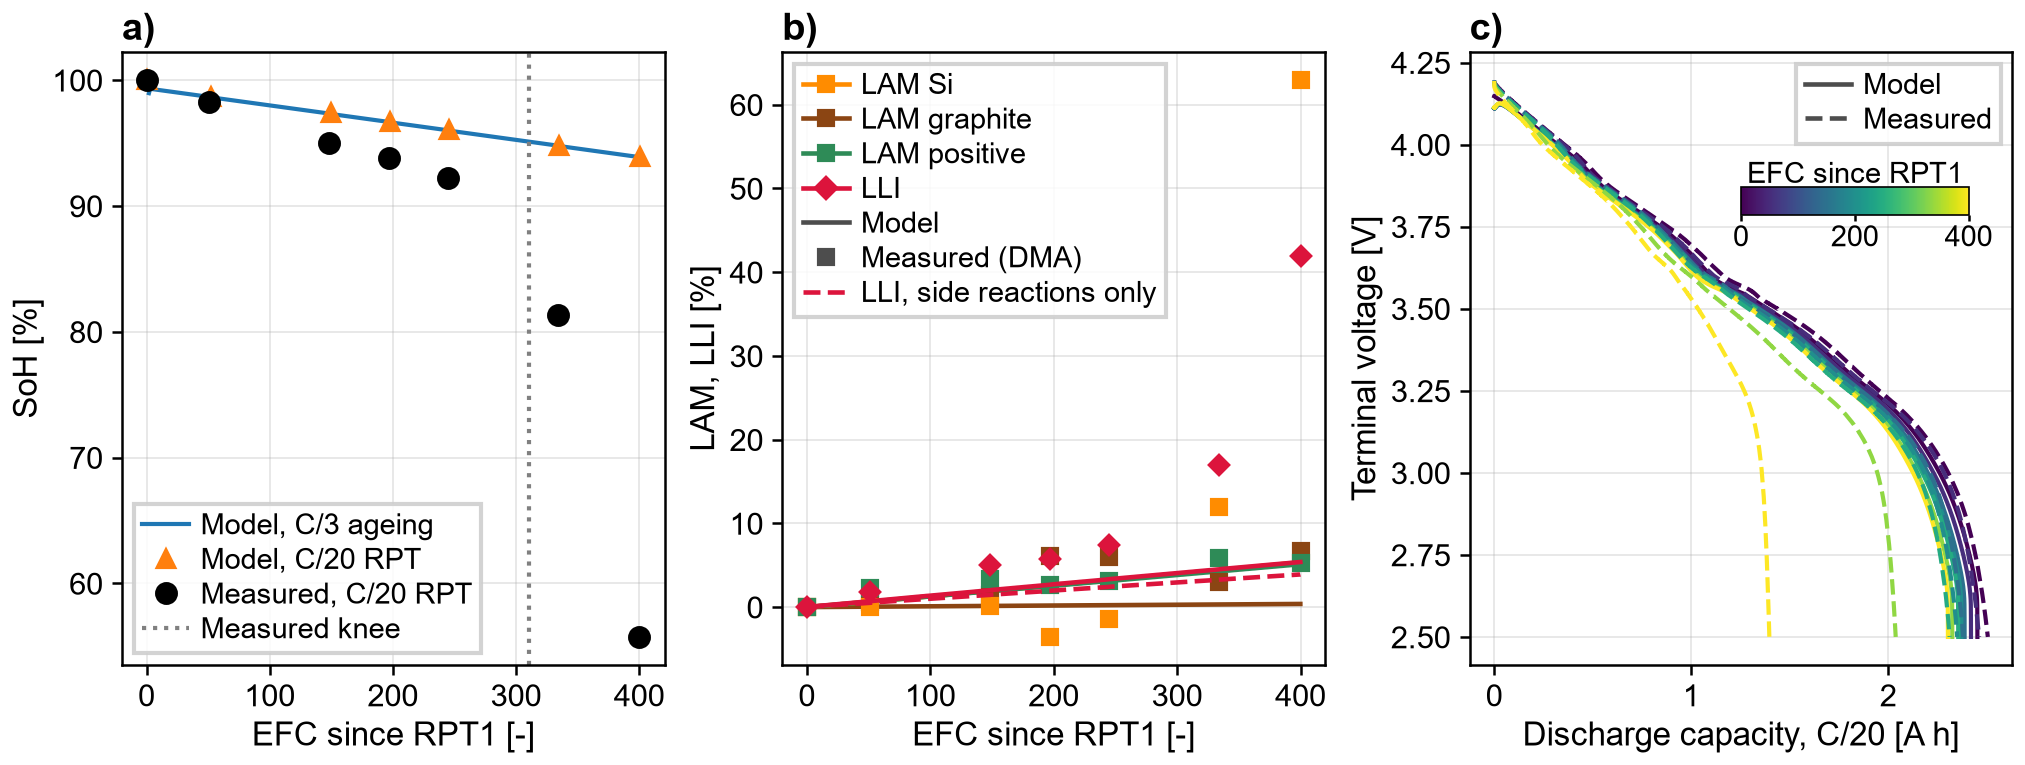 a)
SoH [%]
100
90
80
70
60
Model, C/3 ageing
Model, C/20 RPT
Measured, C/20 RPT
Measured knee
0
100
200
300
400
EFC since RPT1 [-]
b)
LAM, LLI [%]
60
50
40
30
20
10
0
LAM Si
LAM graphite
LAM positive
LLI
Model
Measured (DMA)
LLI, side reactions only
0
100
200
300
400
EFC since RPT1 [-]
c)
Terminal voltage [V]
4.25
4.00
3.75
3.50
3.25
3.00
2.75
2.50
Model
Measured
EFC since RPT1
0
200
400
0
1
2
Discharge capacity, C/20 [A h]